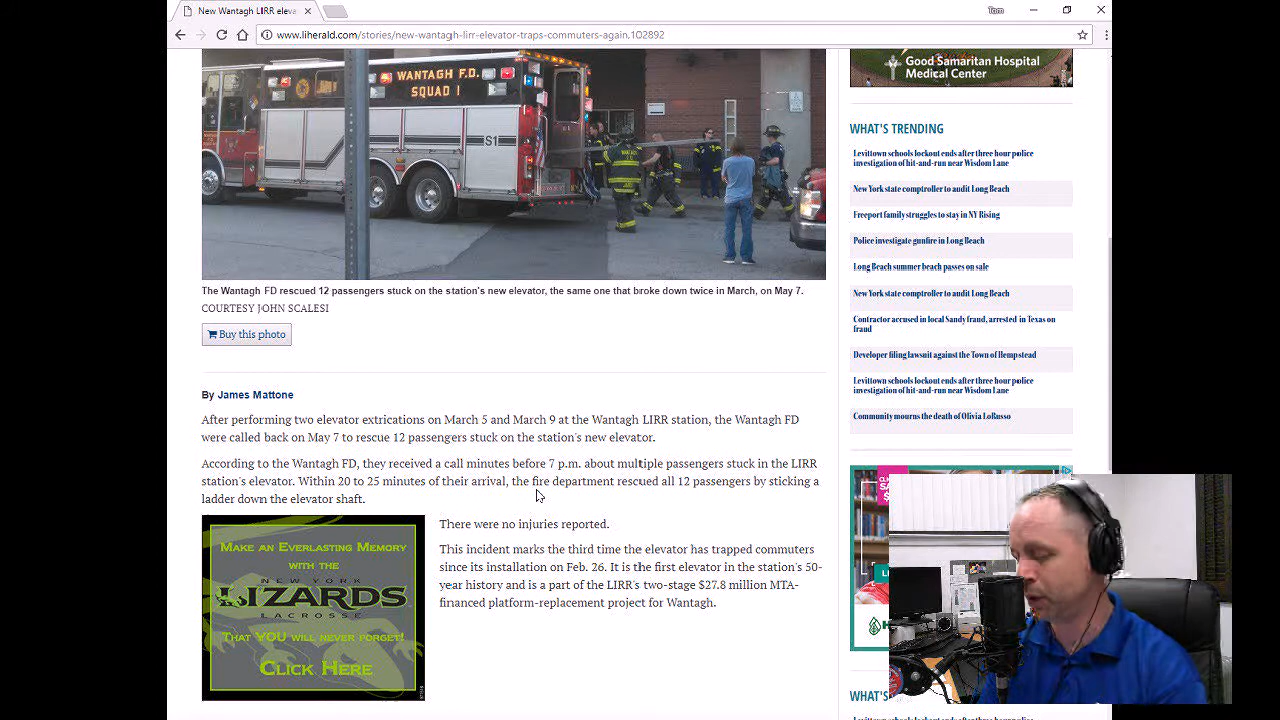 New Wantagh LIRR eleva
Tom
www.liherald.com/stories/new-wantagh-lirr-elevator-traps-commuters-again.102892
WANTAGH F.D.
SQUAD 1
S1
The Wantagh FD rescued 12 passengers stuck on the station's new elevator, the same one that broke down twice in March, on May 7.
COURTESY JOHN SCALESI
Buy this photo
By James Mattone
After performing two elevator extrications on March 5 and March 9 at the Wantagh LIRR station, the Wantagh FD
were called back on May 7 to rescue 12 passengers stuck on the station's new elevator.
According to the Wantagh FD, they received a call minutes before 7 p.m. about multiple passengers stuck in the LIRR
station's elevator. Within 20 to 25 minutes of their arrival, the fire department rescued all 12 passengers by sticking a
ladder down the elevator shaft.
There were no injuries reported.
This incident marks the third time the elevator has trapped commuters
since its installation on Feb. 26. It is the first elevator in the station's 50-
year history and is a part of the LIRR's two-stage $27.8 million MTA-
financed platform-replacement project for Wantagh.
MAKE AN EVERLASTING MEMORY
WITH THE
NEW YORK
LIZARDS
LACROSSE
THAT YOU WILL NEVER FORGET!
CLICK HERE
Good Samaritan Hospital
Medical Center
WHAT'S TRENDING
Levittown schools lockout ends after three hour police
investigation of hit-and-run near Wisdom Lane
New York state comptroller to audit Long Beach
Freeport family struggles to stay in NY Rising
Police investigate gunfire in Long Beach
Long Beach summer beach passes on sale
New York state comptroller to audit Long Beach
Contractor accused in local Sandy fraud, arrested in Texas on
fraud
Developer filing lawsuit against the Town of Hempstead
Levittown schools lockout ends after three hour police
investigation of hit-and-run near Wisdom Lane
Community mourns the death of Olivia LoRusso
WHAT'S